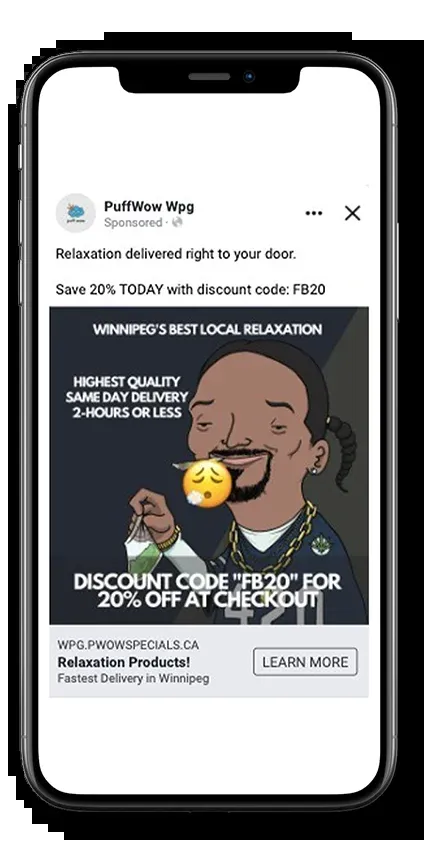 PuffWow Wpg
Sponsored ·
Relaxation delivered right to your door.
Save 20% TODAY with discount code: FB20
WINNIPEG'S BEST LOCAL RELAXATION
HIGHEST QUALITY
SAME DAY DELIVERY
2-HOURS OR LESS
420
DISCOUNT CODE "FB20" FOR
20% OFF AT CHECKOUT
WPG.PWOWSPECIALS.CA
Relaxation Products!
Fastest Delivery in Winnipeg
LEARN MORE